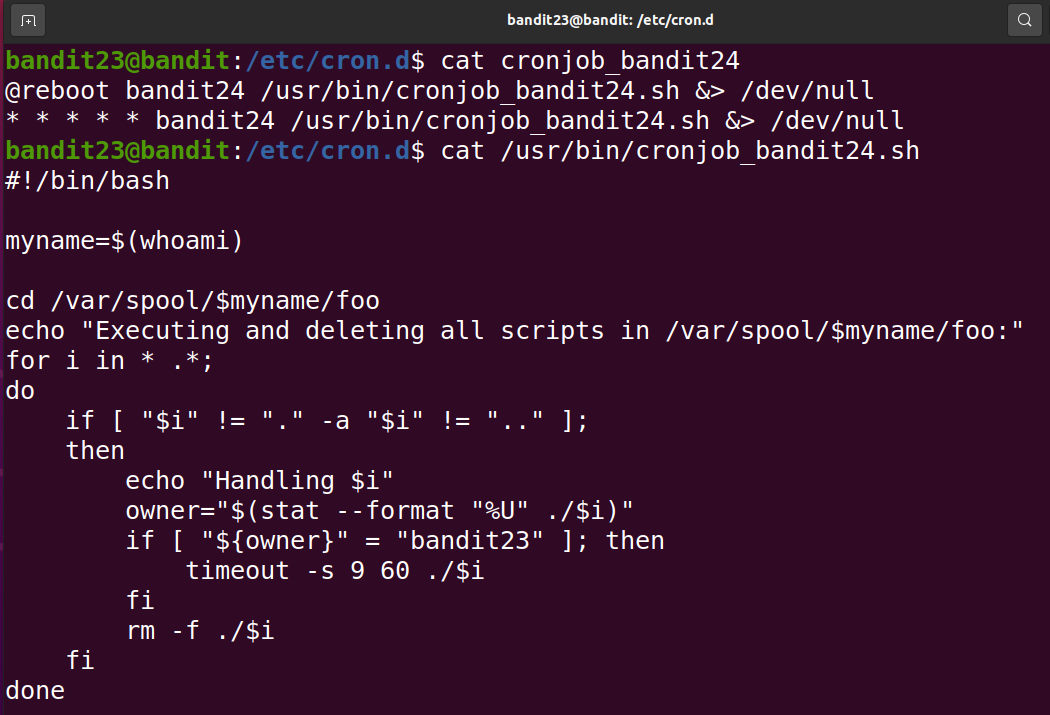 bandit23@bandit: /etc/cron.d
bandit23@bandit:/etc/cron.d$ cat cronjob_bandit24
@reboot bandit24 /usr/bin/cronjob_bandit24.sh &> /dev/null
* * * * * bandit24 /usr/bin/cronjob_bandit24.sh &> /dev/null
bandit23@bandit:/etc/cron.d$ cat /usr/bin/cronjob_bandit24.sh
#!/bin/bash

myname=$(whoami)

cd /var/spool/$myname/foo
echo "Executing and deleting all scripts in /var/spool/$myname/foo:"
for i in * .*;
do
    if [ "$i" != "." -a "$i" != ".." ];
    then
        echo "Handling $i"
        owner="$(stat --format "%U" ./$i)"
        if [ "${owner}" = "bandit23" ]; then
            timeout -s 9 60 ./$i
        fi
        rm -f ./$i
    fi
done